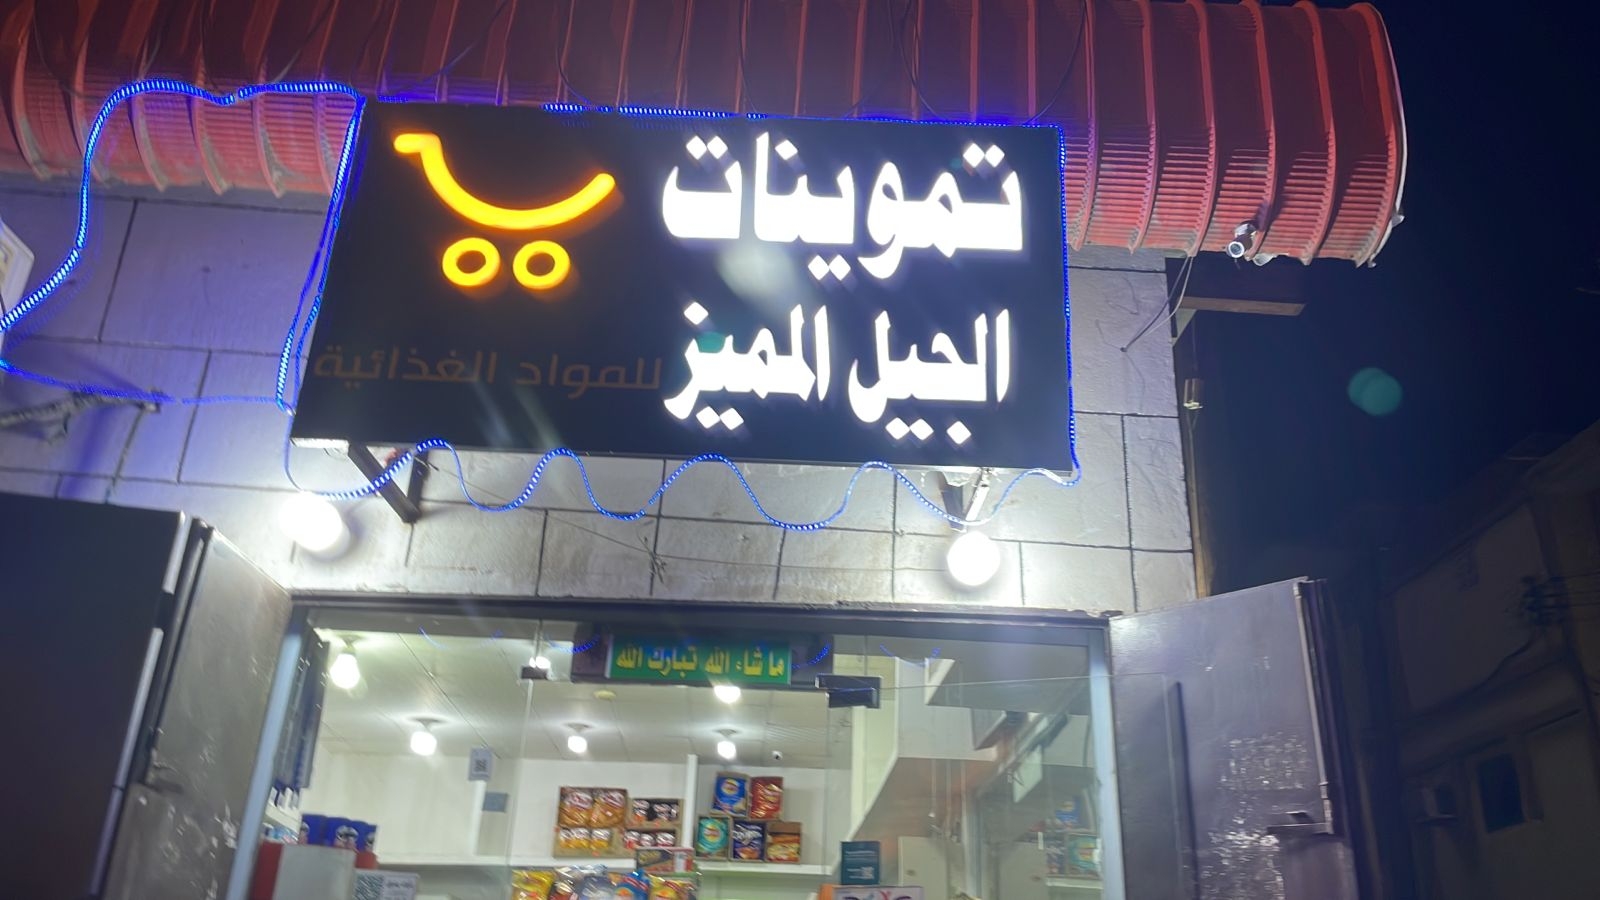 تموينات
الجيل المميز
للمواد الغذائية
ما شاء الله تبارك الله